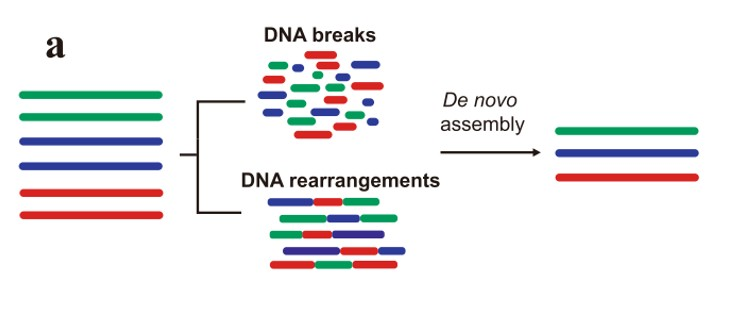 a
DNA breaks
De novo
assembly
DNA rearrangements